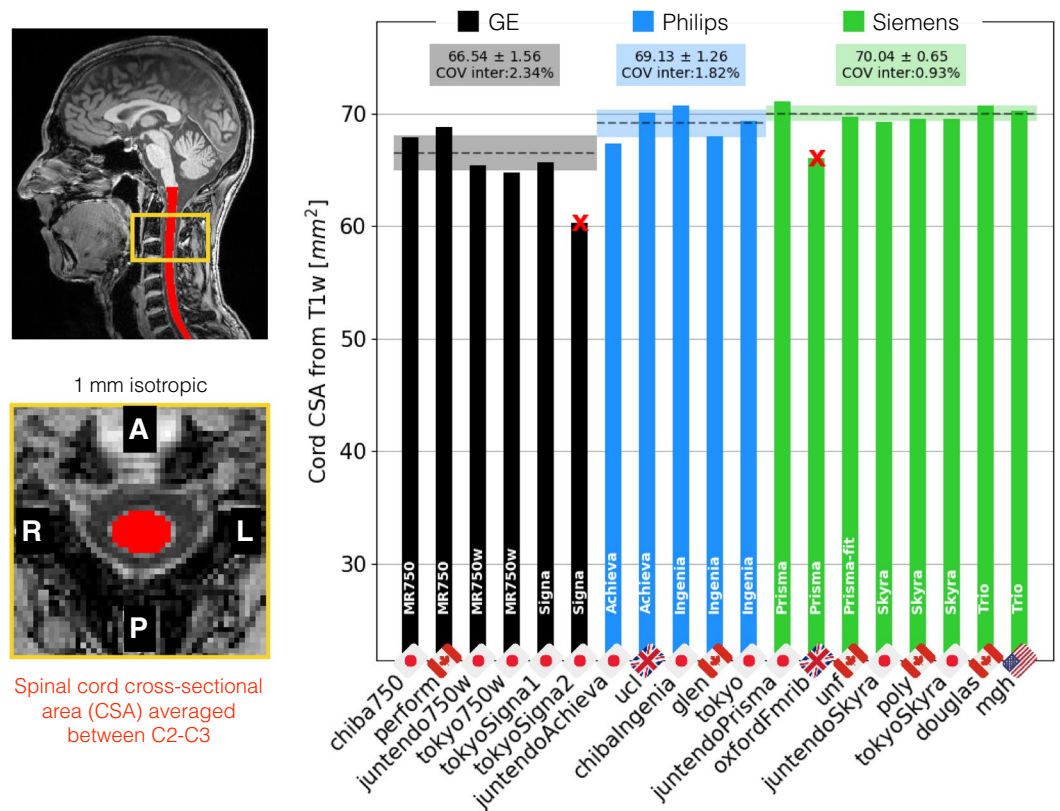 GE
Philips
Siemens
66.54 ± 1.56
COV inter:2.34%
69.13 ± 1.26
COV inter:1.82%
70.04 ± 0.65
COV inter:0.93%
1 mm isotropic
A
R
L
P
Spinal cord cross-sectional
area (CSA) averaged
between C2-C3
Cord CSA from T1w [mm²]
70
60
50
40
30
x
x
MR750
MR750
MR750w
MR750w
Signa
Signa
Achieva
Achieva
Ingenia
Ingenia
Ingenia
Prisma
Prisma
Prisma-fit
Skyra
Skyra
Skyra
Trio
Trio
chiba750
perform
juntendo750w
tokyo750w
tokyoSigna1
tokyoSigna2
juntendoAchieva
ucl
chibaIngenia
glen
tokyo
juntendoPrisma
oxfordFmrib
unf
juntendoSkyra
poly
tokyoSkyra
douglas
mgh